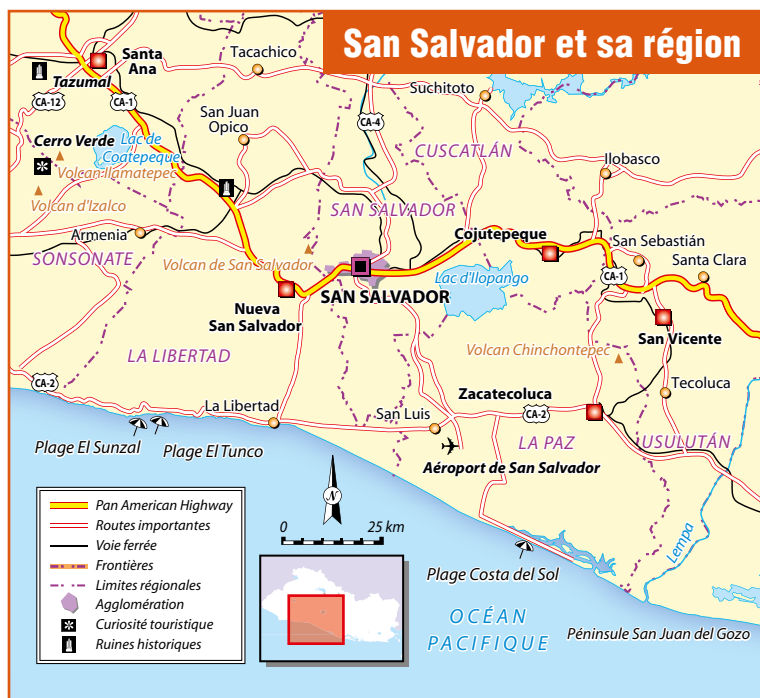 San Salvador et sa région
Santa
Ana
Tacachico
Tazumal
Suchitoto
CA-12
CA-1
San Juan
Opico
CA-4
Cerro Verde
Lac de
Coatepeque
CUSCATLÁN
Volcan Ilamatepec
Ilobasco
Volcan d'Izalco
SAN SALVADOR
Armenia
Cojutepeque
San Sebastián
SONSONATE
Volcan de San Salvador
Santa Clara
Lac d'Ilopango
CA-1
SAN SALVADOR
Nueva
San Salvador
San Vicente
LA LIBERTAD
Volcan Chinchontepec
CA-2
Zacatecoluca
Tecoluca
La Libertad
San Luis
CA-2
Plage El Sunzal
Plage El Tunco
LA PAZ
USULUTÁN
Aéroport de San Salvador
N
Pan American Highway
Routes importantes
Voie ferrée
Frontières
Limites régionales
Agglomération
Curiosité touristique
Ruines historiques
0 25 km
Lempa
Plage Costa del Sol
OCÉAN
PACIFIQUE
Péninsule San Juan del Gozo